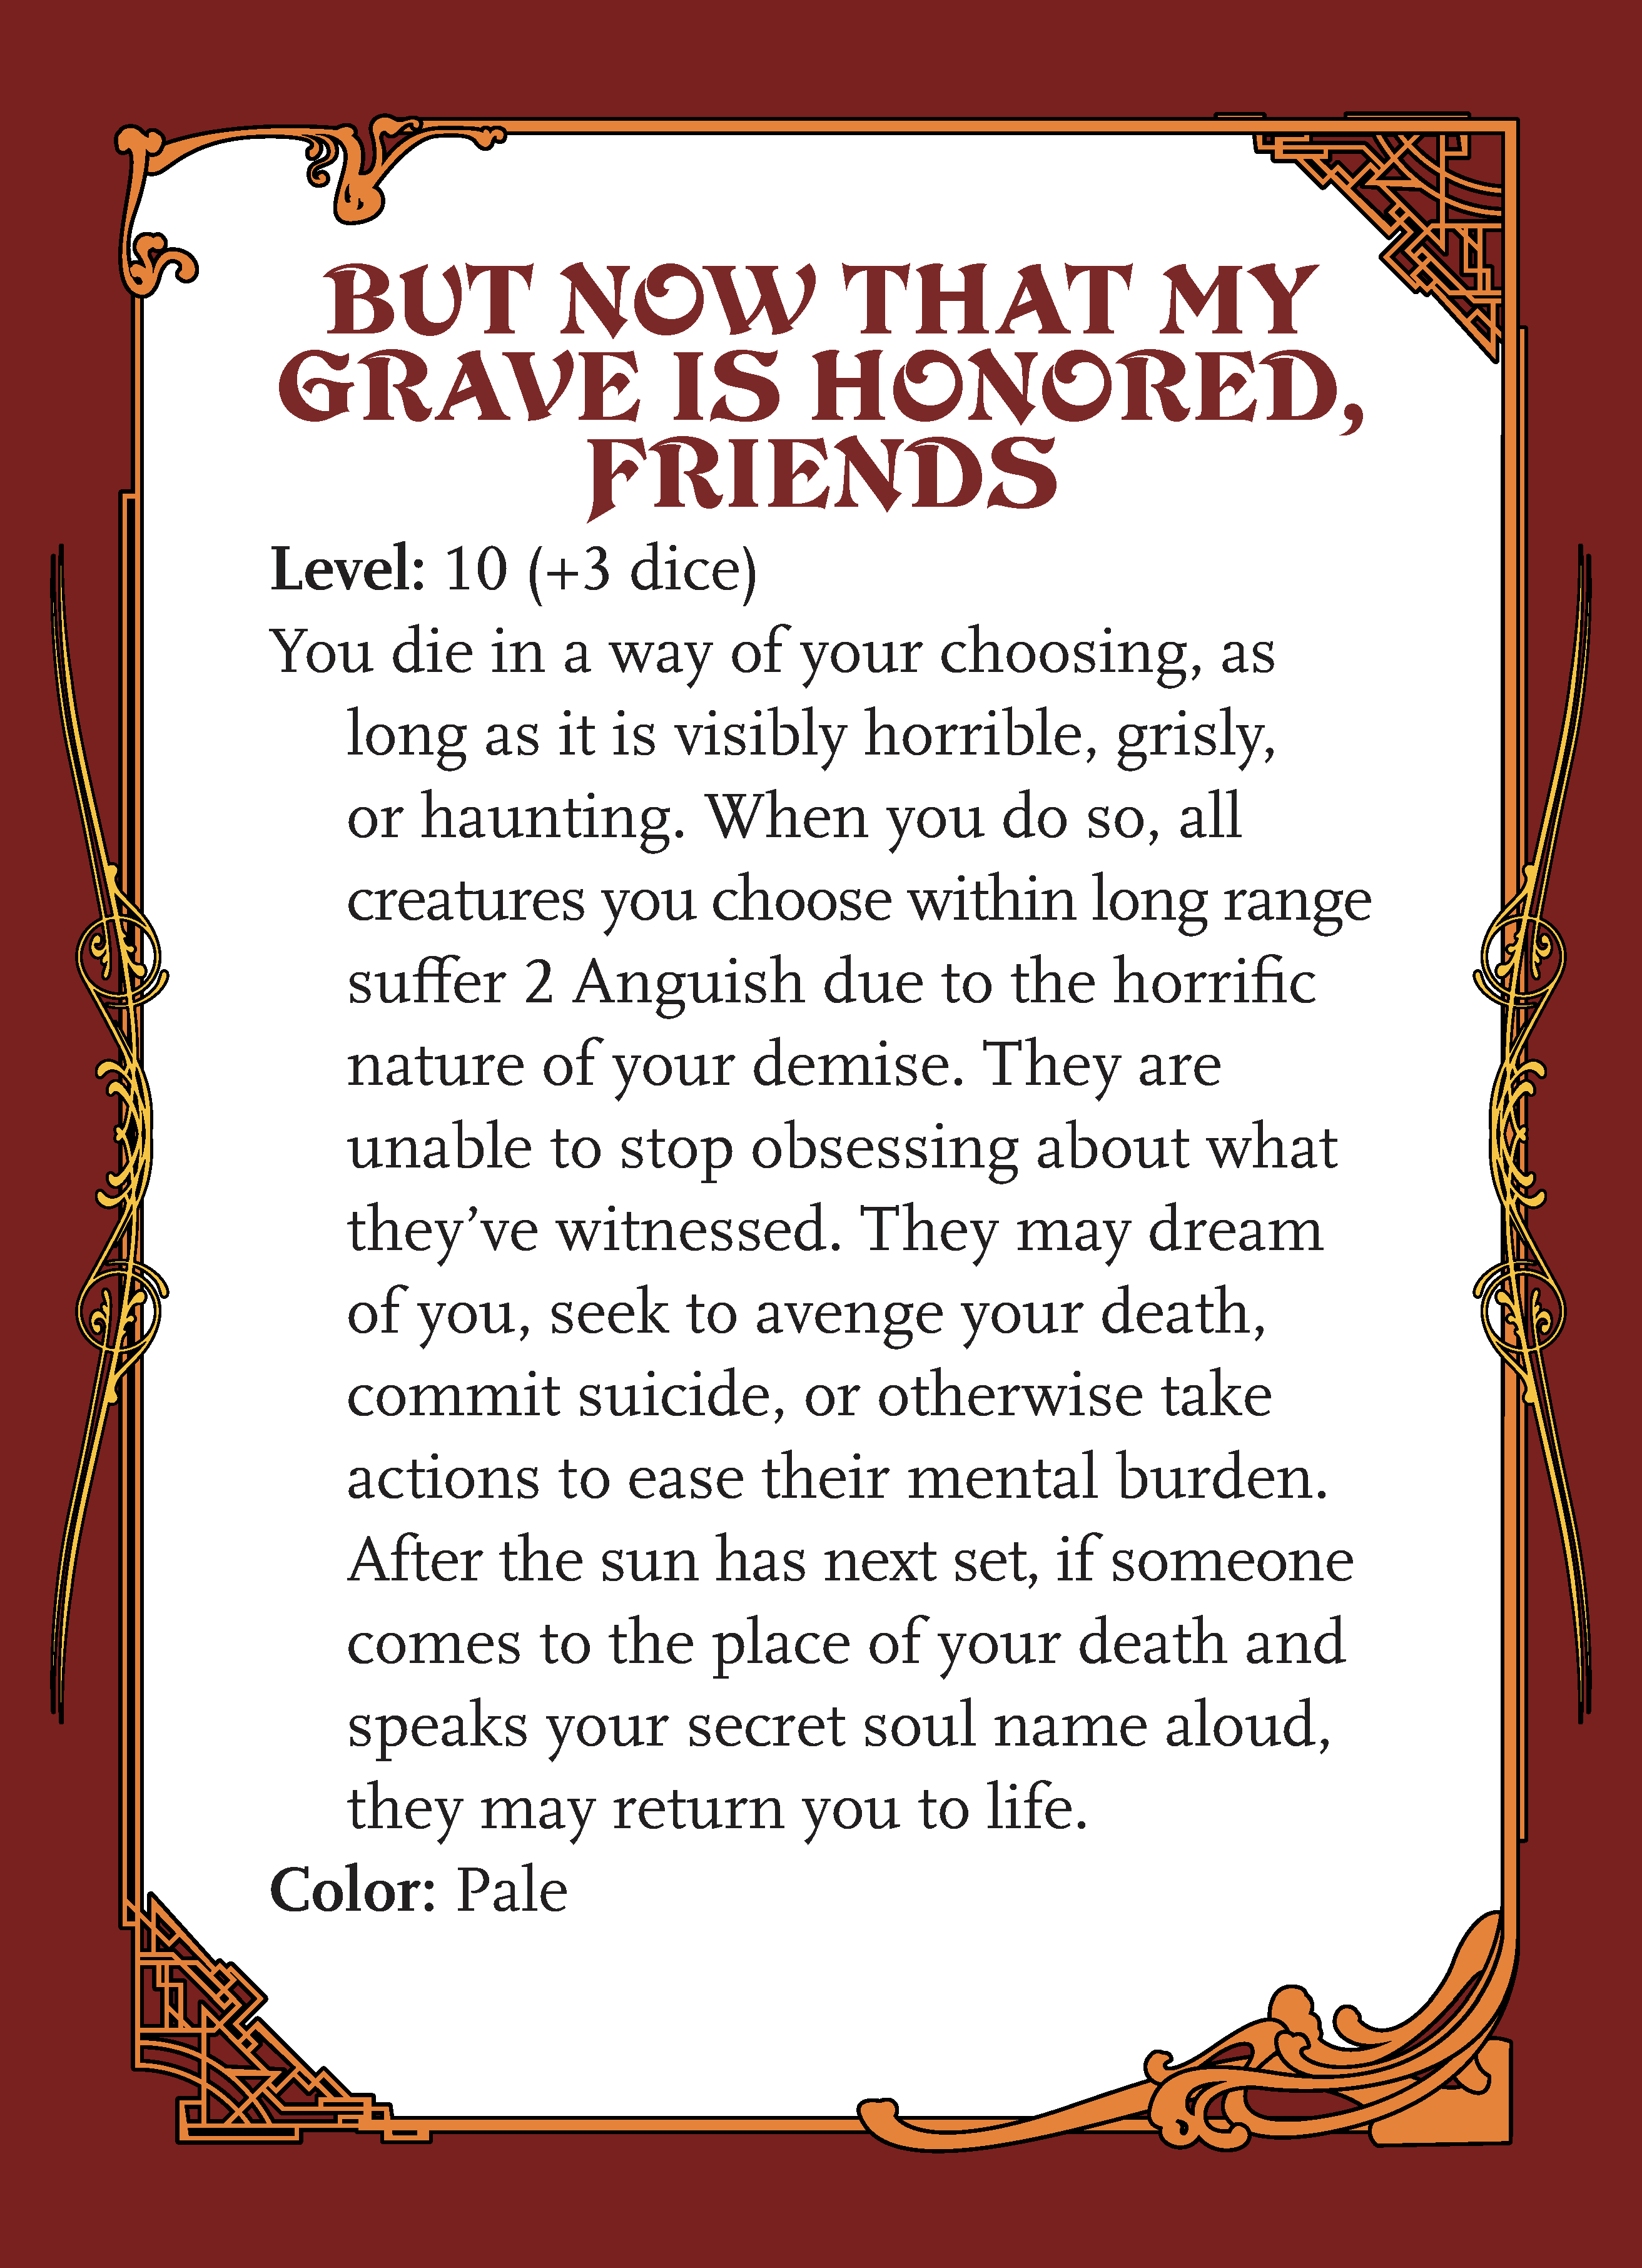 BUT NOW THAT MY
GRAVE IS HONORED,
FRIENDS
Level: 10 (+3 dice)
You die in a way of your choosing, as
long as it is visibly horrible, grisly,
or haunting. When you do so, all
creatures you choose within long range
suffer 2 Anguish due to the horrific
nature of your demise. They are
unable to stop obsessing about what
they’ve witnessed. They may dream
of you, seek to avenge your death,
commit suicide, or otherwise take
actions to ease their mental burden.
After the sun has next set, if someone
comes to the place of your death and
speaks your secret soul name aloud,
they may return you to life.
Color: Pale